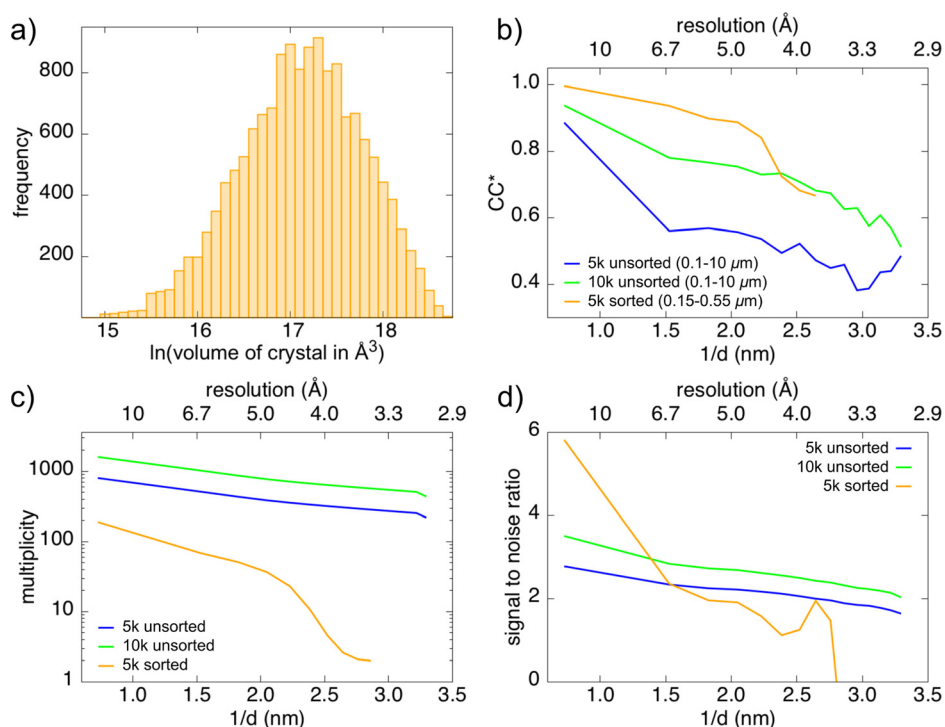 a)
800
600
400
200
frequency
15 16 17 18
ln(volume of crystal in Å3)
b)
resolution (Å)
10 6.7 5.0 4.0 3.3 2.9
1.0
0.8
0.6
0.4
CC*
5k unsorted (0.1-10 µm)
10k unsorted (0.1-10 µm)
5k sorted (0.15-0.55 µm)
1.0 1.5 2.0 2.5 3.0 3.5
1/d (nm)
c)
resolution (Å)
10 6.7 5.0 4.0 3.3 2.9
1000
100
10
1
multiplicity
5k unsorted
10k unsorted
5k sorted
1.0 1.5 2.0 2.5 3.0 3.5
1/d (nm)
d)
resolution (Å)
10 6.7 5.0 4.0 3.3 2.9
6
4
2
0
signal to noise ratio
5k unsorted
10k unsorted
5k sorted
1.0 1.5 2.0 2.5 3.0 3.5
1/d (nm)